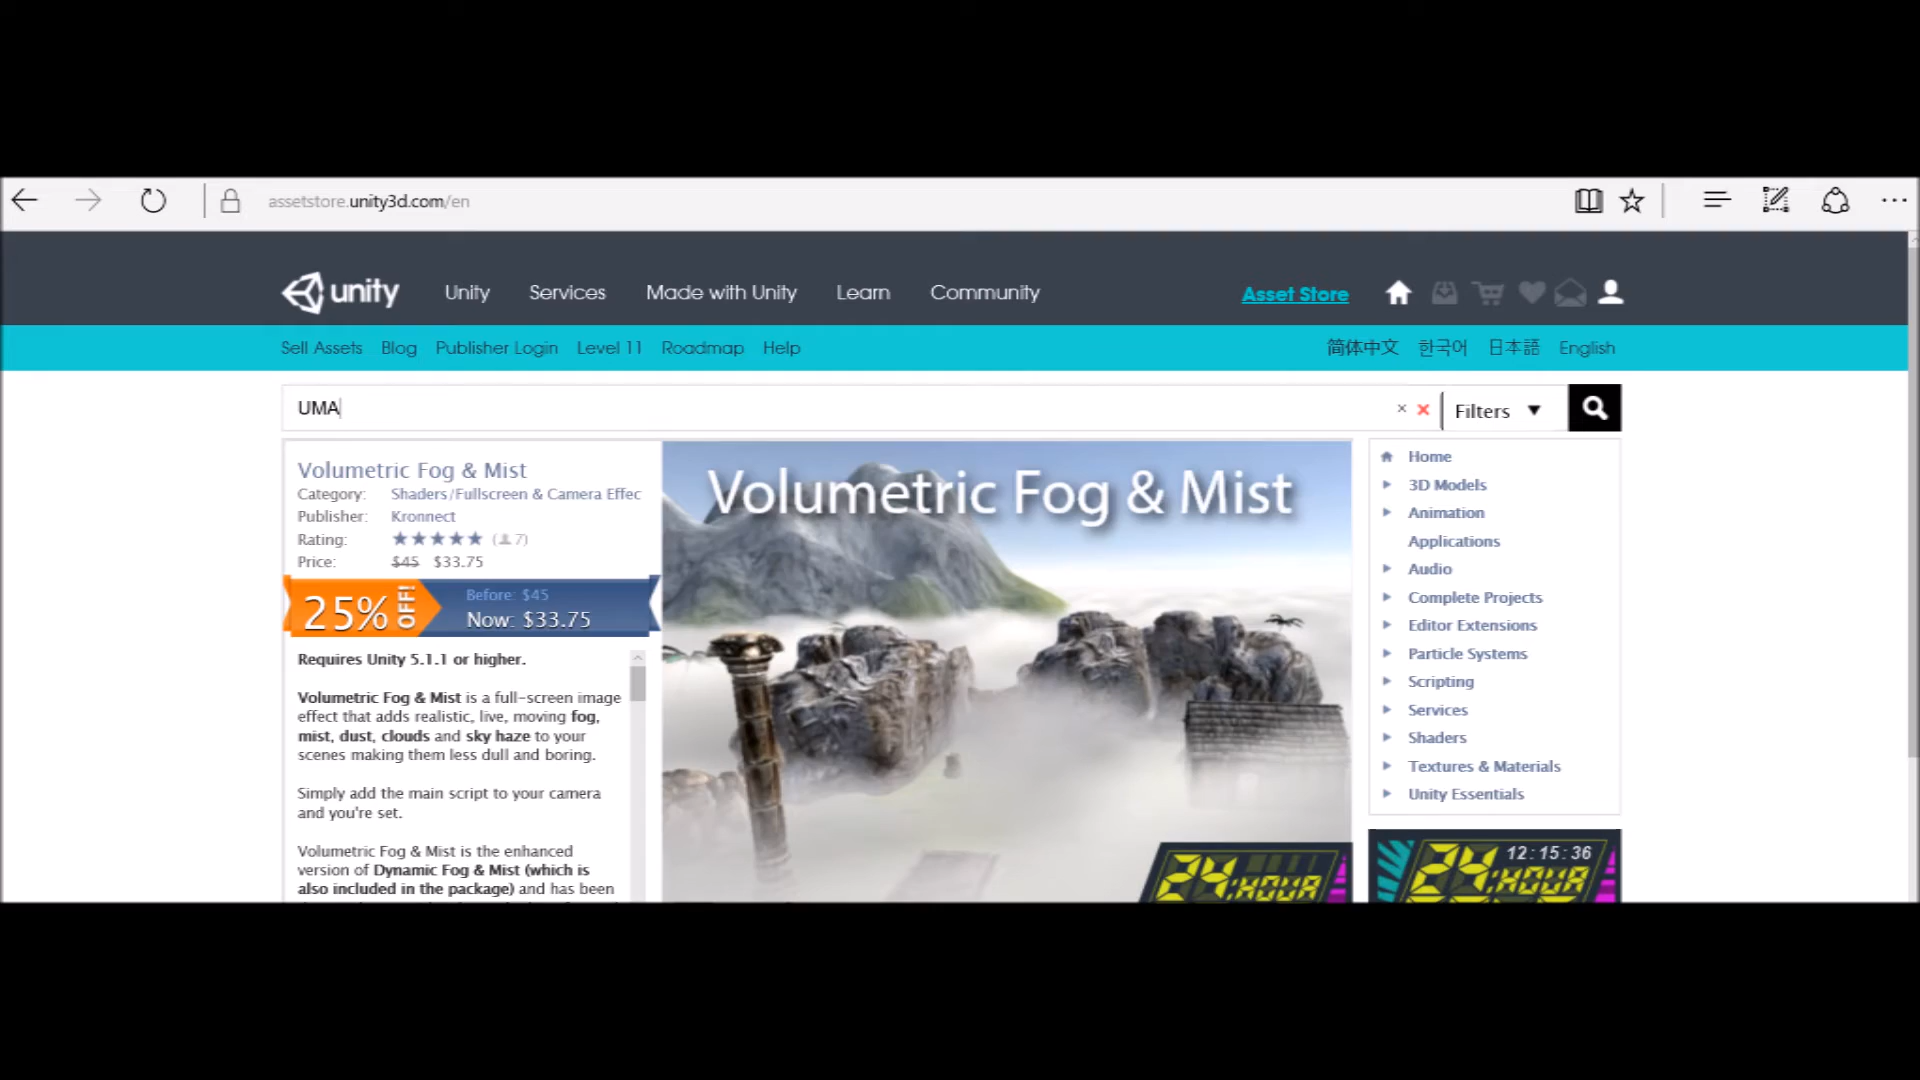 assetstore.unity3d.com/en
unity Unity Services Made with Unity Learn Community Asset Store
Sell Assets Blog Publisher Login Level 11 Roadmap Help 简体中文 한국어 日本語 English
UMA
Filters
Volumetric Fog & Mist
Category: Shaders/Fullscreen & Camera Effec
Publisher: Kronnect
Rating: (7)
Price: $45 $33.75
25% OFF!
Before: $45
Now: $33.75
Requires Unity 5.1.1 or higher.
Volumetric Fog & Mist is a full-screen image
effect that adds realistic, live, moving fog,
mist, dust, clouds and sky haze to your
scenes making them less dull and boring.
Simply add the main script to your camera
and you're set.
Volumetric Fog & Mist is the enhanced
version of Dynamic Fog & Mist (which is
also included in the package) and has been
Volumetric Fog & Mist
24:HOUR
Home
3D Models
Animation
Applications
Audio
Complete Projects
Editor Extensions
Particle Systems
Scripting
Services
Shaders
Textures & Materials
Unity Essentials
12:15:36
24:HOUR